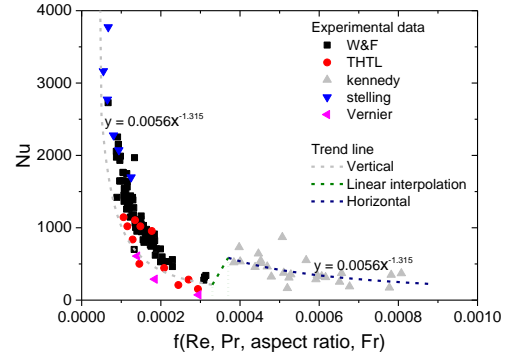 4000
3000
2000
1000
0
Nu
0.0000
0.0002
0.0004
0.0006
0.0008
0.0010
f(Re, Pr, aspect ratio, Fr)
Experimental data
W&F
THTL
kennedy
stelling
Vernier
Trend line
Vertical
Linear interpolation
Horizontal
y = 0.0056x-1.315
y = 0.0056x-1.315